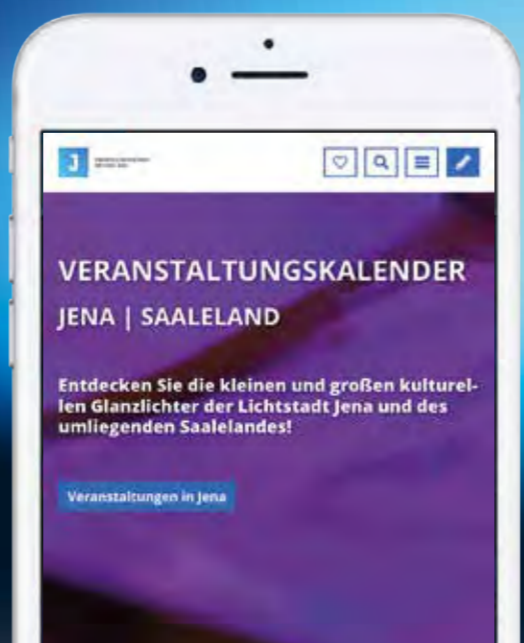 J
VERANSTALTUNGSKALENDER
JENA | SAALELAND
Entdecken Sie die kleinen und großen kulturel-
len Glanzlichter der Lichtstadt Jena und des
umliegenden Saalelandes!
Veranstaltungen in Jena